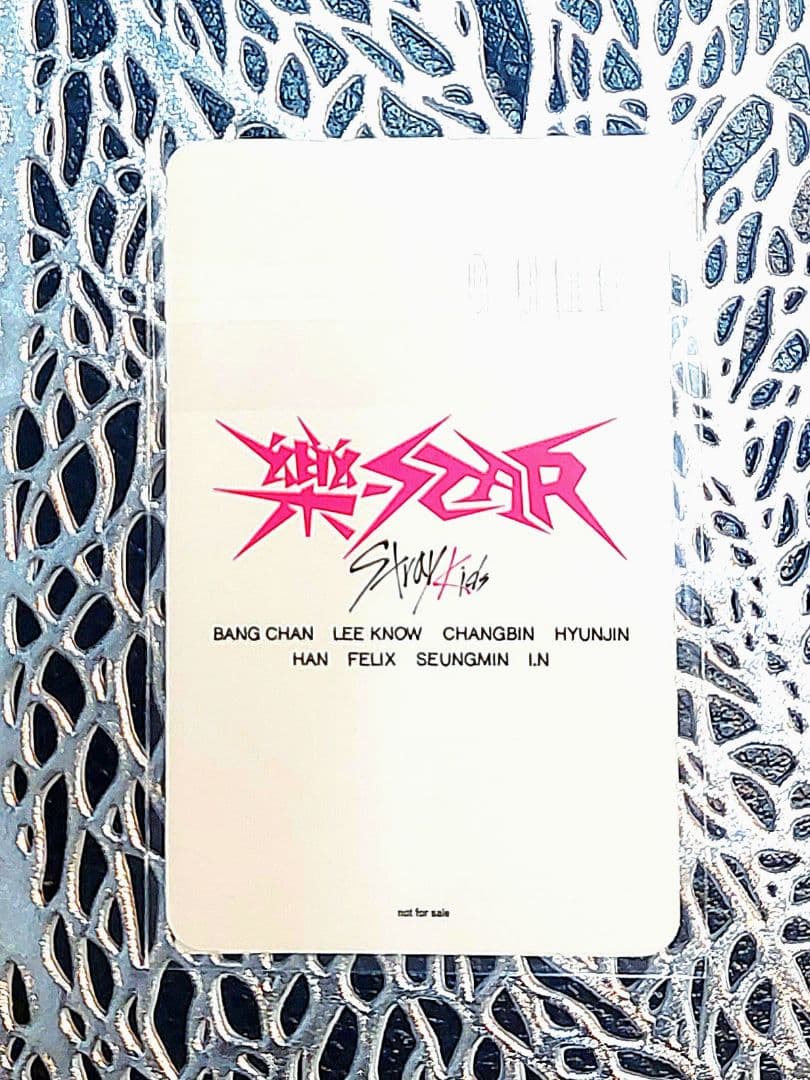 樂-STAR
Stray Kids
BANG CHAN LEE KNOW CHANGBIN HYUNJIN
HAN FELIX SEUNGMIN I.N
not for sale